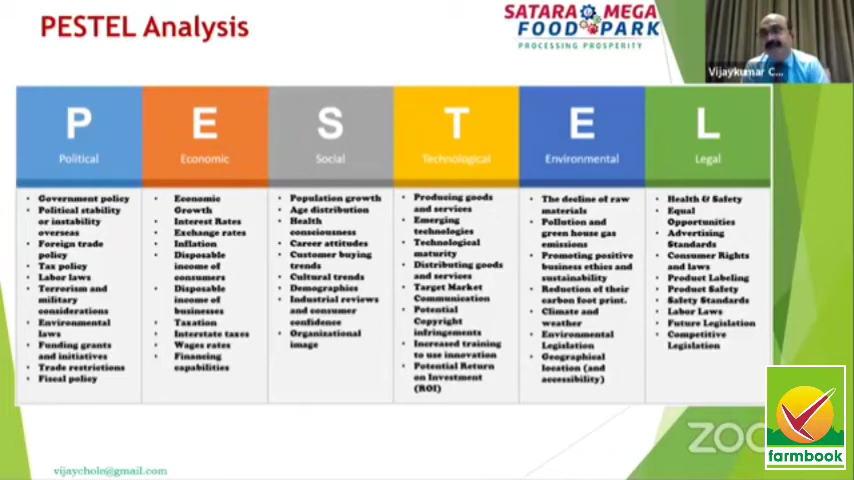 PESTEL Analysis
SATARA MEGA
FOOD PARK
PROCESSING PROSPERITY
Vijaykumar C...
P
Political
E
Economic
S
Social
T
Technological
E
Environmental
L
Legal
• Government policy
• Political stability
or instability
overseas
• Foreign trade
policy
• Tax policy
• Labor laws
• Terrorism and
military
considerations
• Environmental
laws
• Funding grants
and initiatives
• Trade restrictions
• Fiscal policy
• Economic
Growth
• Interest Rates
• Exchange rates
• Inflation
• Disposable
income of
consumers
• Disposable
income of
businesses
• Taxation
• Interstate taxes
• Wages rates
• Financing
capabilities
• Population growth
• Age distribution
• Health
consciousness
• Career attitudes
• Customer buying
trends
• Cultural trends
• Demographics
• Industrial reviews
and consumer
confidence
• Organizational
image
• Producing goods
and services
• Emerging
technologies
• Technological
maturity
• Distributing goods
and services
• Target Market
Communication
• Potential
Copyright
infringements
• Increased training
to use innovation
• Potential Return
on Investment
(ROI)
• The decline of raw
materials
• Pollution and
green house gas
emissions
• Promoting positive
business ethics and
sustainability
• Reduction of their
carbon foot print.
• Climate and
weather
• Environmental
Legislation
• Geographical
location (and
accessibility)
• Health & Safety
• Equal
Opportunities
• Advertising
Standards
• Consumer Rights
and laws
• Product Labeling
• Product Safety
• Safety Standards
• Labor Laws
• Future Legislation
• Competitive
Legislation
zoo
farmbook
vijaychole@gmail.com